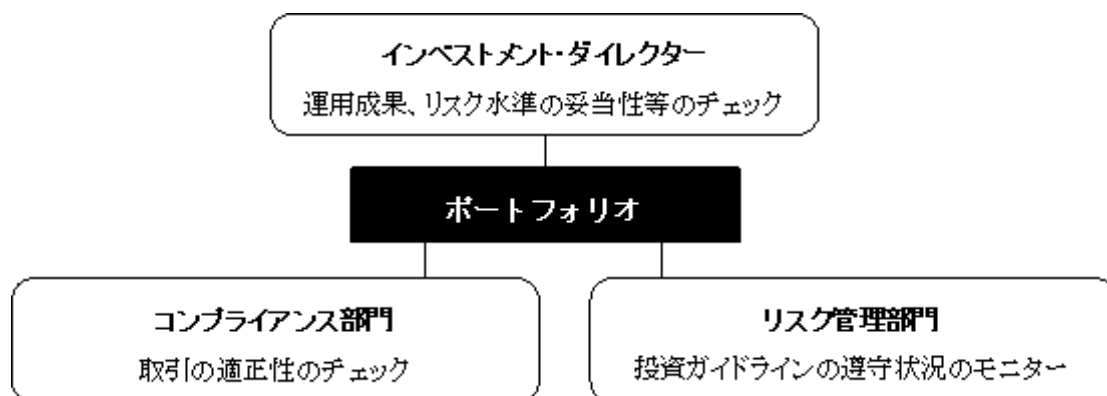 インベストメント・ダイレクター
運用成果、リスク水準の妥当性等のチェック
ポートフォリオ
コンプライアンス部門
取引の適正性のチェック
リスク管理部門
投資ガイドラインの遵守状況のモニター